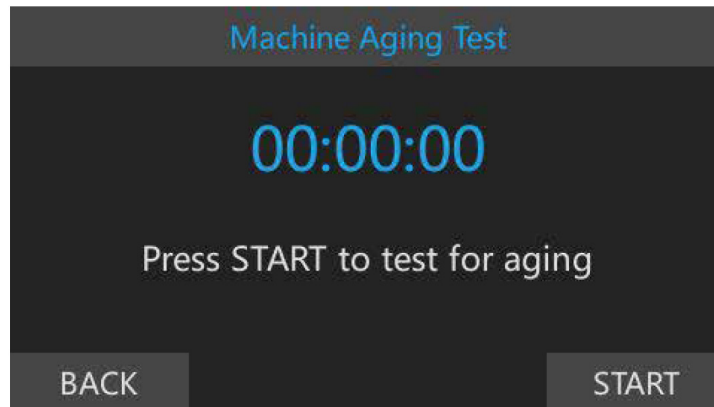 Machine Aging Test
00:00:00
Press START to test for aging
BACK
START